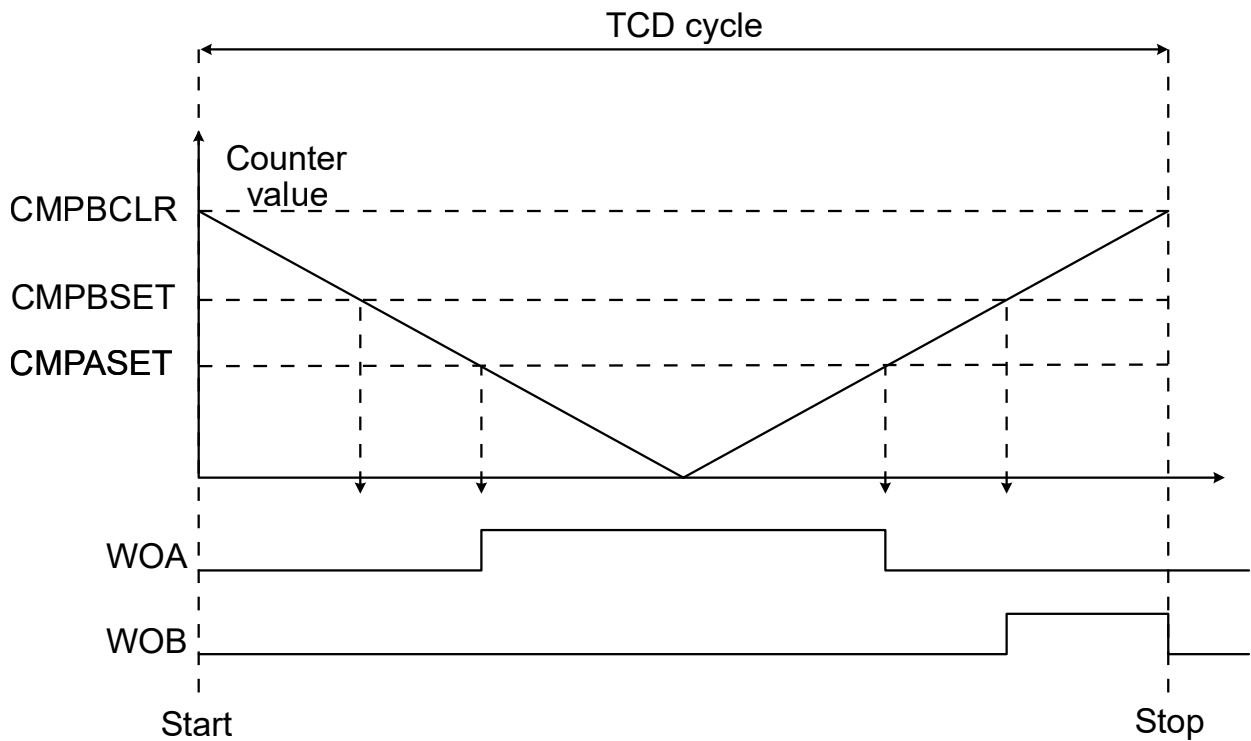 TCD cycle
Counter
value
CMPBCLR
CMPBSET
CMPASET
WOA
WOB
Start
Stop